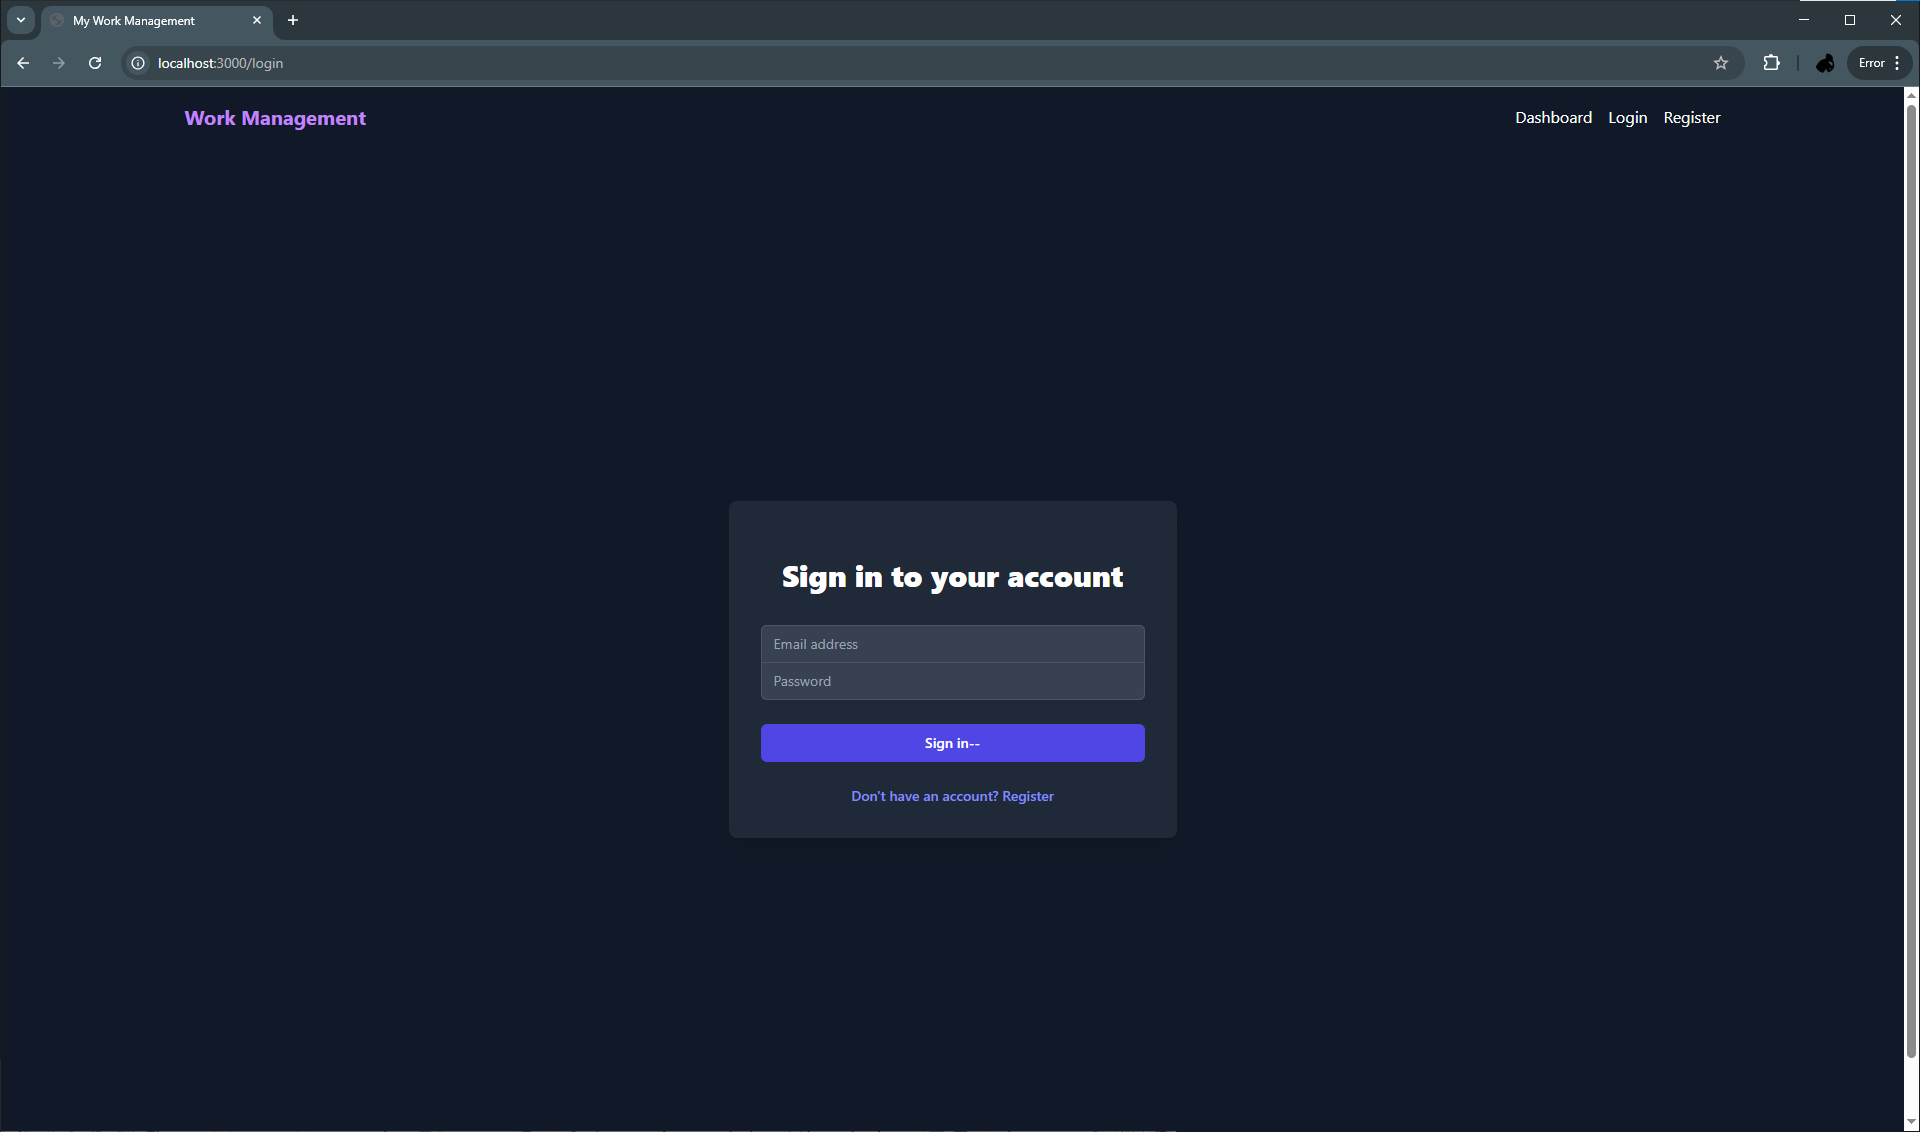 My Work Management
localhost:3000/login
Error
Work Management
Dashboard Login Register
Sign in to your account
Email address
Password
Sign in--
Don't have an account? Register